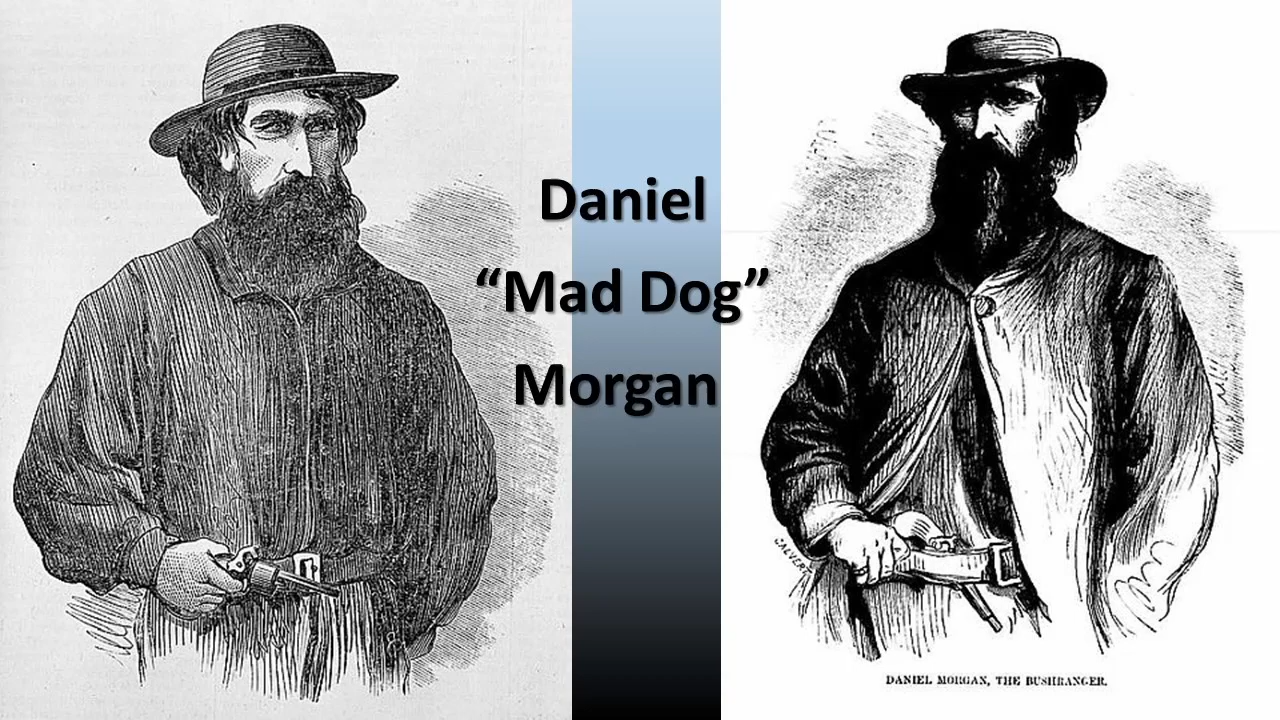 Daniel
“Mad Dog”
Morgan
DANIEL MORGAN, THE BUSHRANGER.